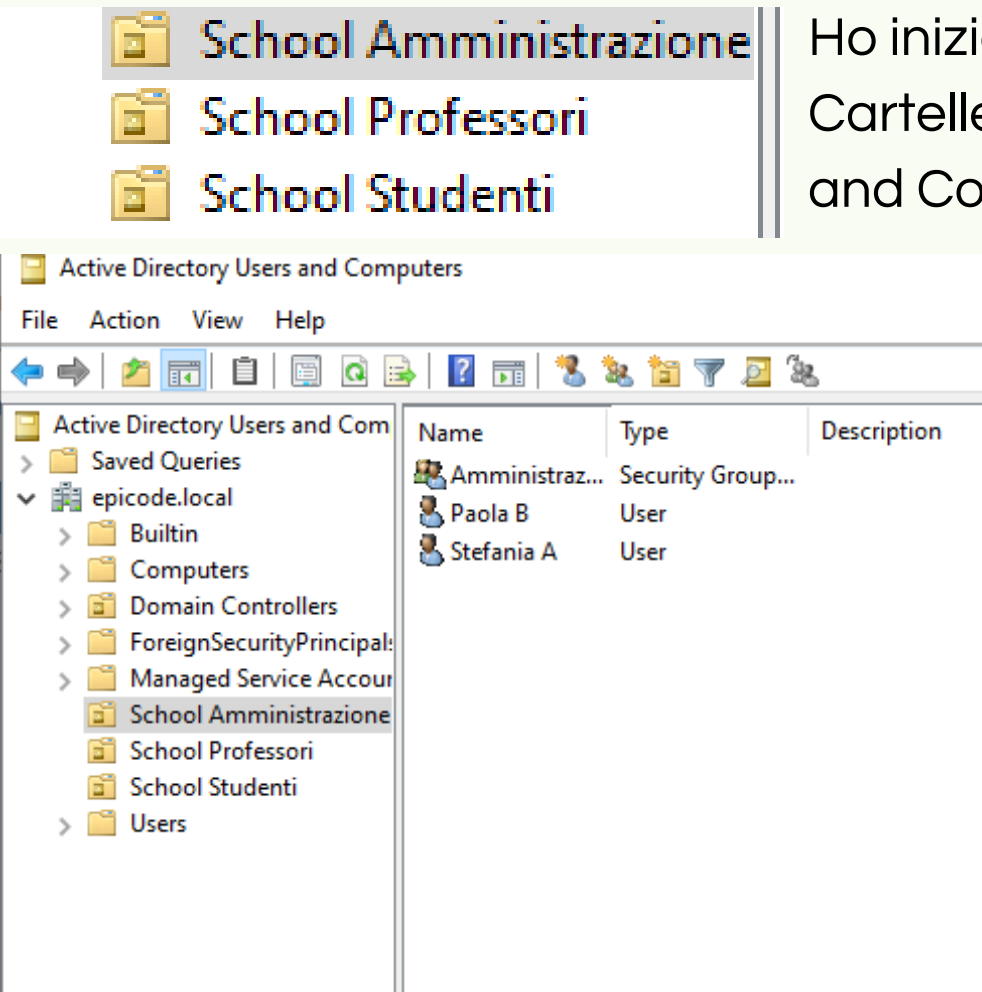 School Amministrazione
School Professori
School Studenti
Ho inizi
Cartelle
and Co
Active Directory Users and Computers
File Action View Help
Active Directory Users and Com
Saved Queries
epicode.local
Builtin
Computers
Domain Controllers
ForeignSecurityPrincipals
Managed Service Accour
School Amministrazione
School Professori
School Studenti
Users
Name Type Description
Amministraz... Security Group...
Paola B User
Stefania A User